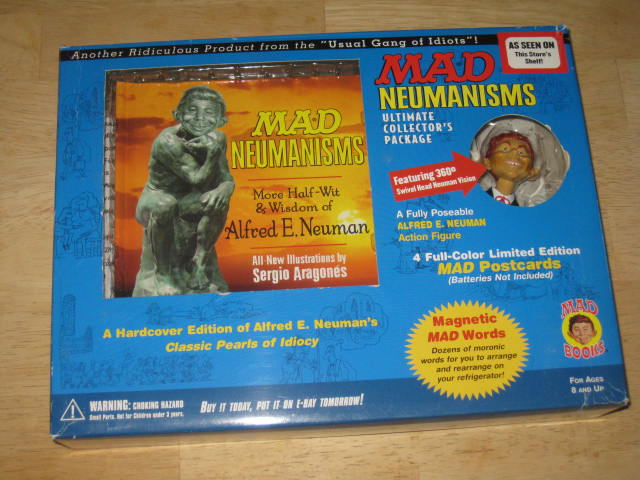 Another Ridiculous Product from the "Usual Gang of Idiots"!
AS SEEN ON
This Store's
Shelf!
MAD
NEUMANISMS
ULTIMATE
COLLECTOR'S
PACKAGE
MAD
NEUMANISMS
More Half-Wit
& Wisdom of
Alfred E. Neuman
All-New Illustrations by
Sergio Aragonés
Featuring 360º
Swivel Head Neuman Vision
A Fully Poseable
ALFRED E. NEUMAN
Action Figure
4 Full-Color Limited Edition
MAD Postcards
(Batteries Not Included)
A Hardcover Edition of Alfred E. Neuman's
Classic Pearls of Idiocy
Magnetic
MAD Words
Dozens of moronic
words for you to arrange
and rearrange on
your refrigerator!
MAD
BOOKS
FOR AGES
8 AND UP
WARNING: CHOKING HAZARD
Small Parts. Not for Children under 3 years.
BUY IT TODAY, PUT IT ON E-BAY TOMORROW!